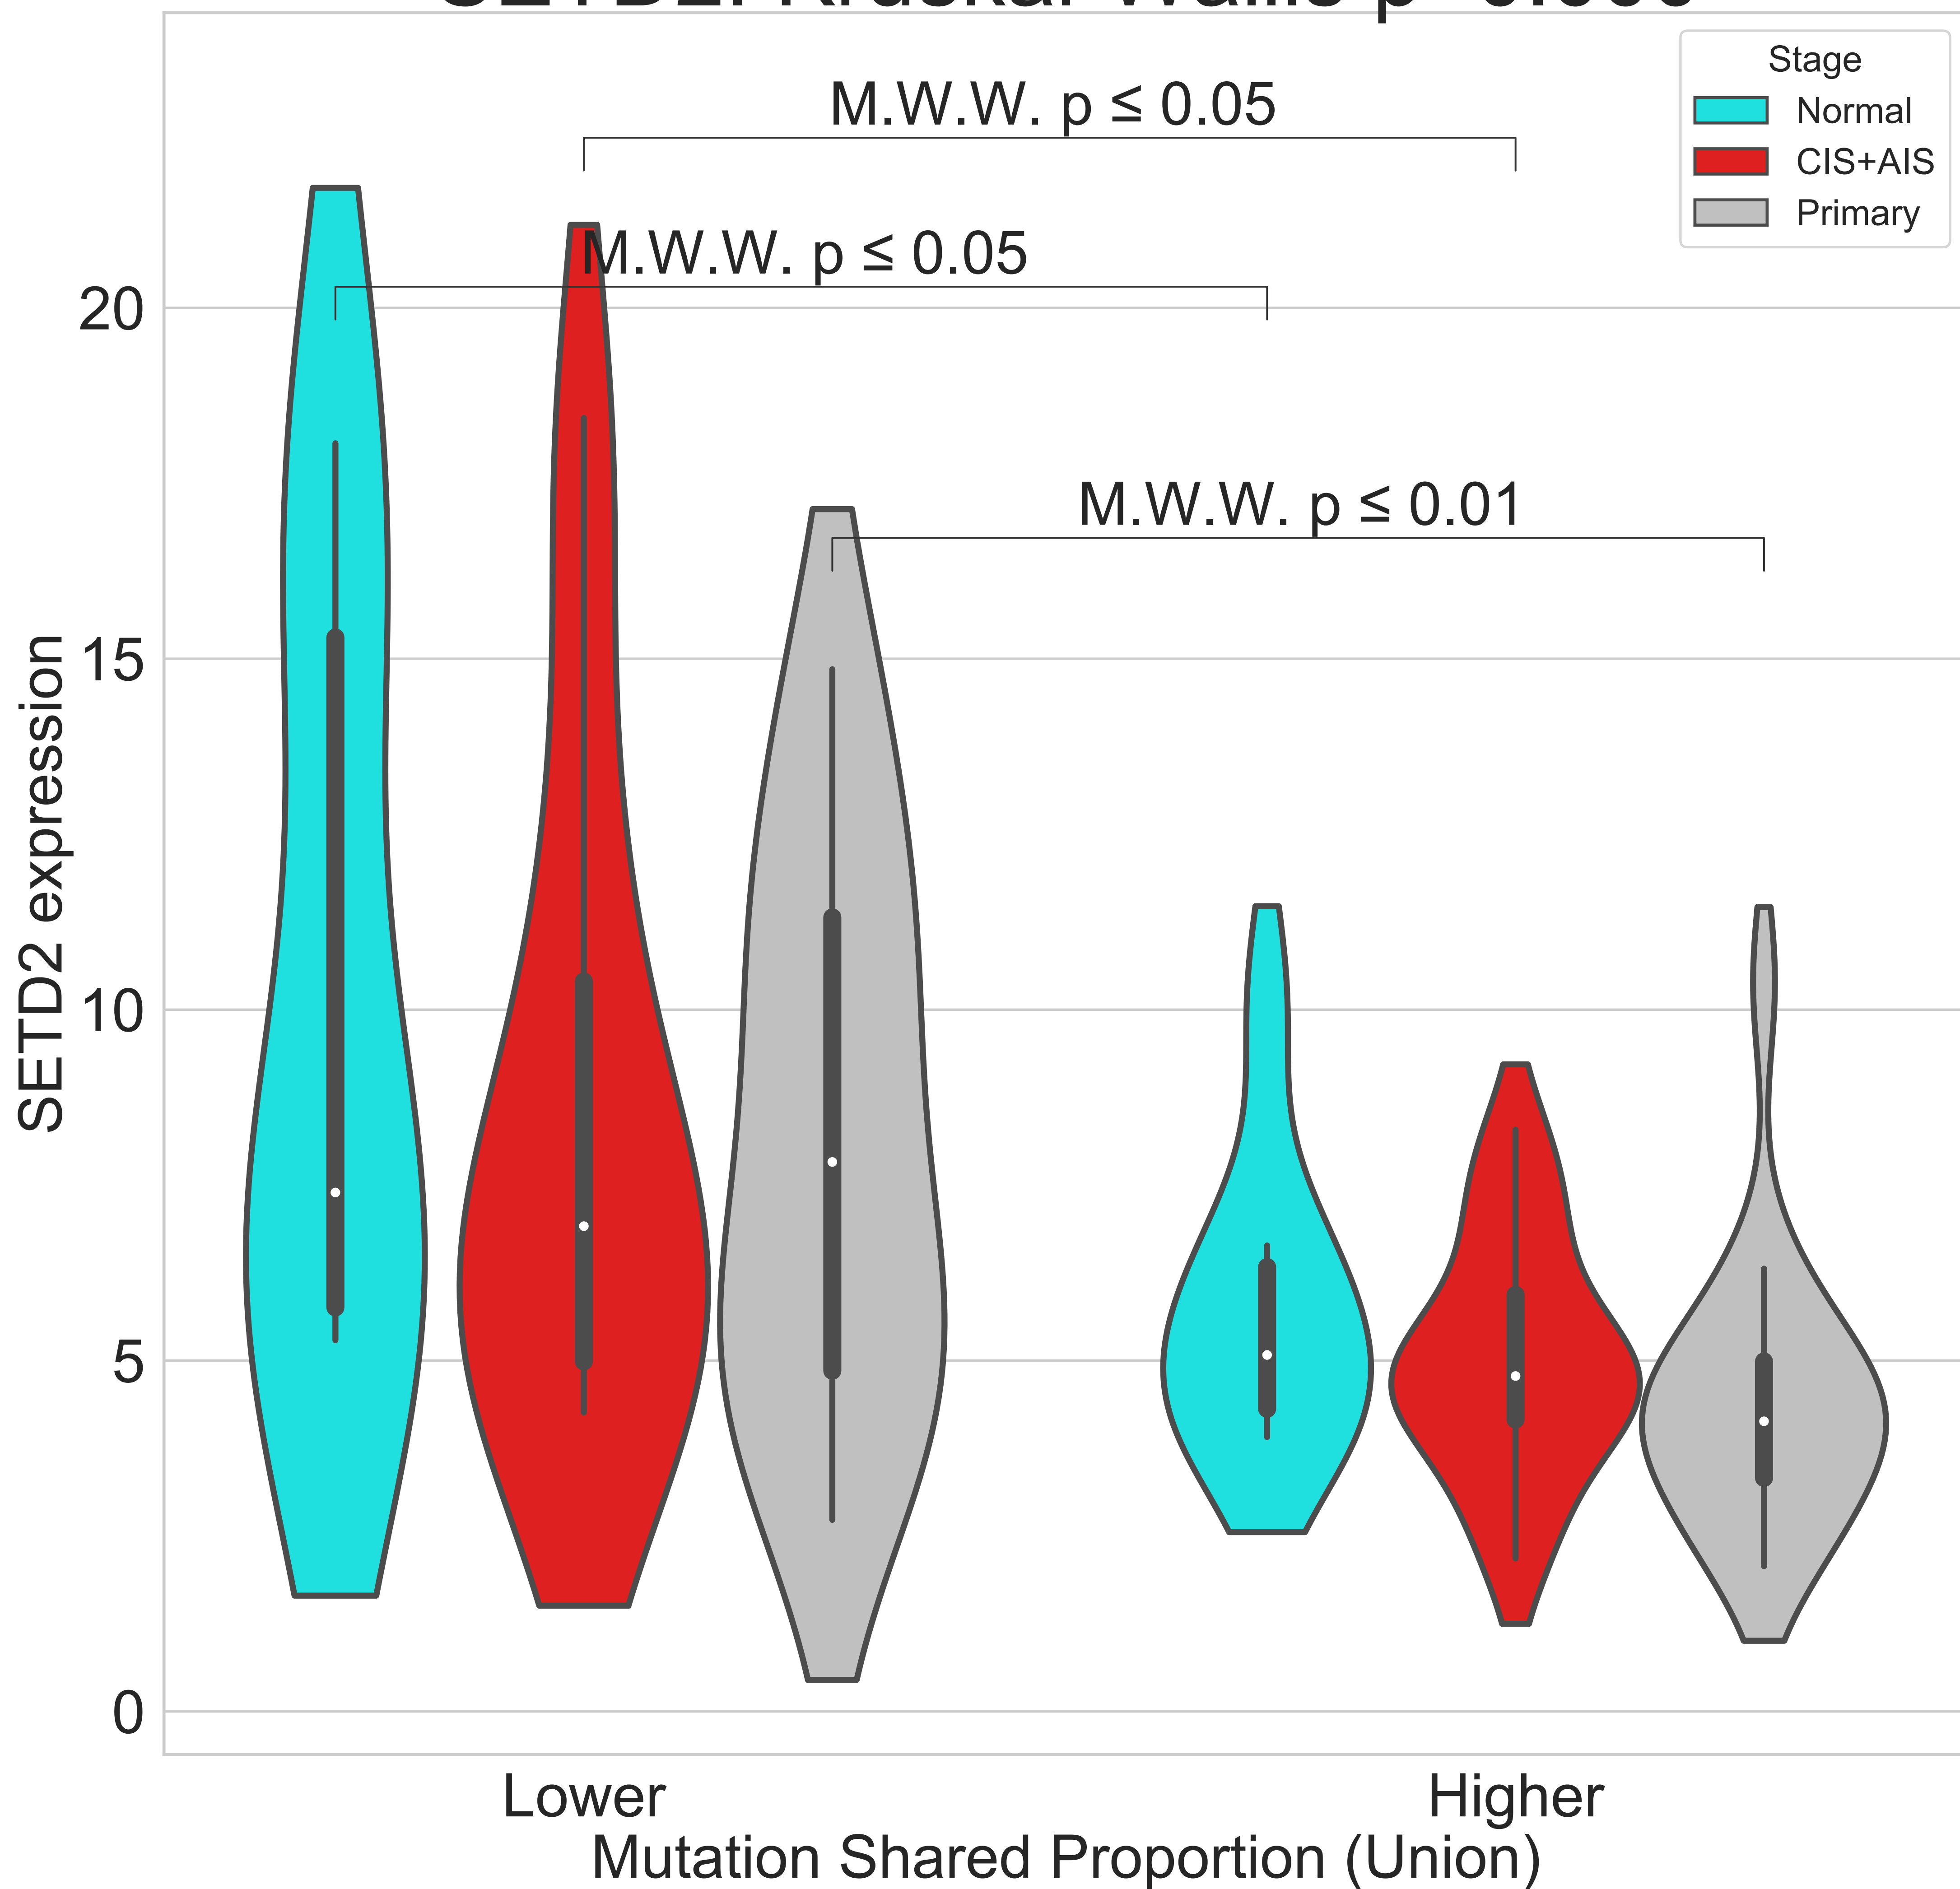 M.W.W. p ≤ 0.05
M.W.W. p ≤ 0.05
M.W.W. p ≤ 0.01
Stage
Normal
CIS+AIS
Primary
SETD2 expression
20
15
10
5
0
Lower
Higher
Mutation Shared Proportion (Union)